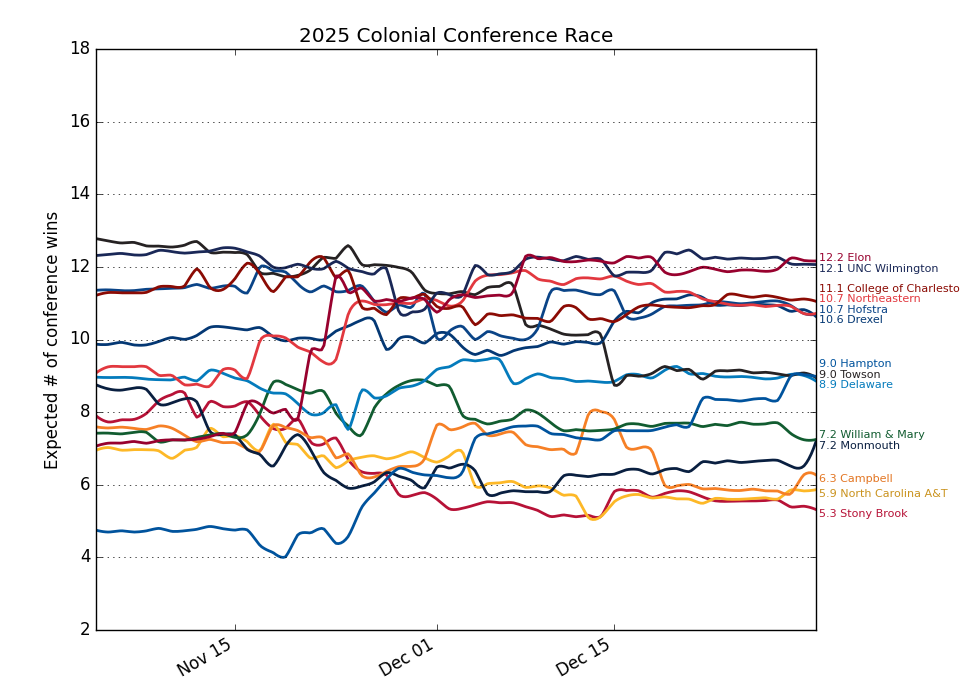 2025 Colonial Conference Race
Expected # of conference wins
18
16
14
12
10
8
6
4
2
Nov 15
Dec 01
Dec 15
12.2 Elon
12.1 UNC Wilmington
11.1 College of Charlesto
10.7 Northeastern
10.7 Hofstra
10.6 Drexel
9.0 Hampton
9.0 Towson
8.9 Delaware
7.2 William & Mary
7.2 Monmouth
6.3 Campbell
5.9 North Carolina A&T
5.3 Stony Brook